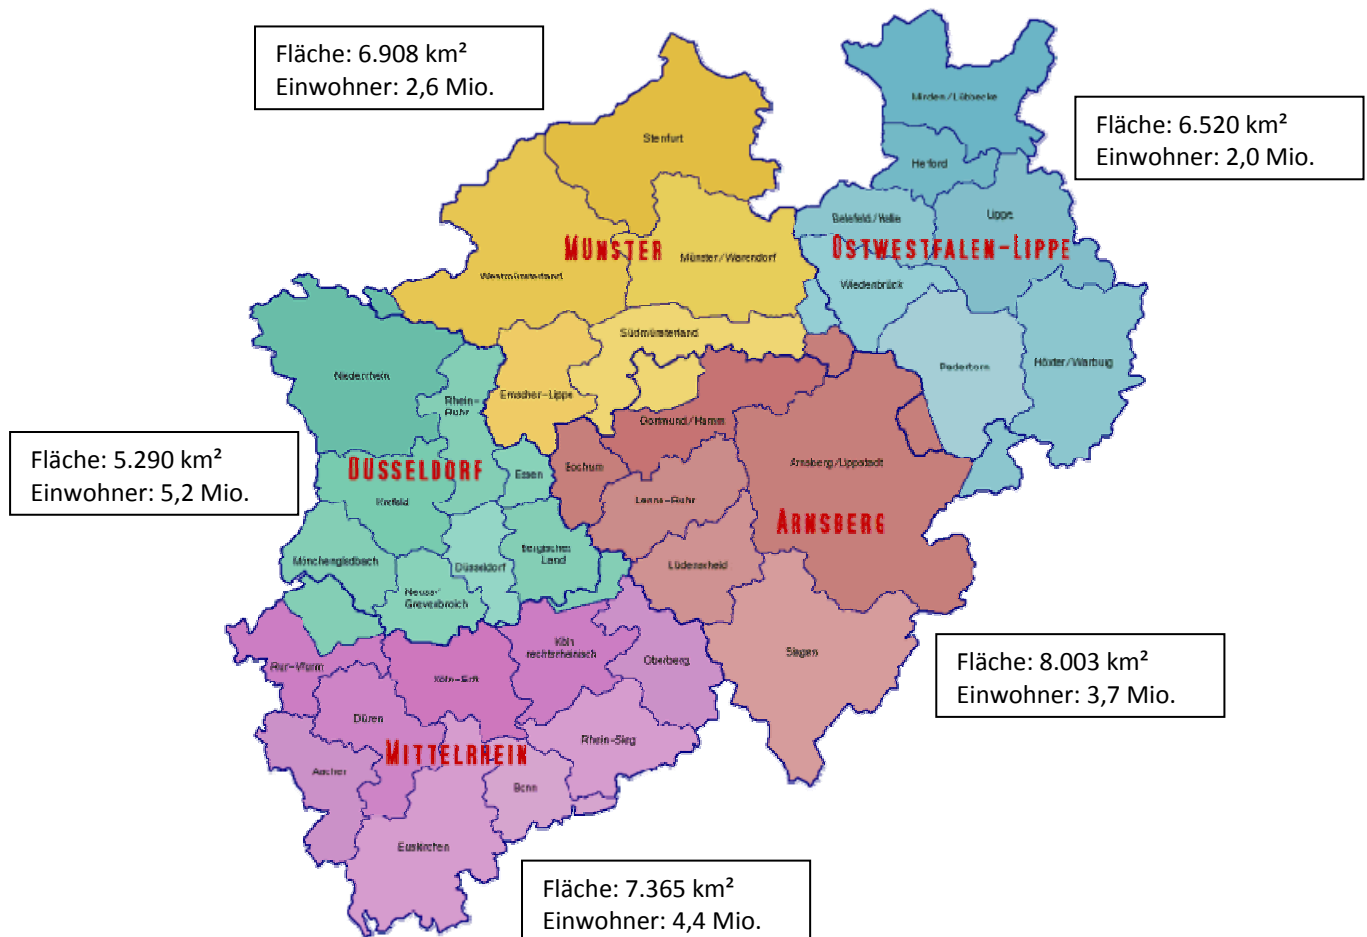 Fläche: 6.908 km²
Einwohner: 2,6 Mio.
Minden/Lübbecke
Fläche: 6.520 km²
Einwohner: 2,0 Mio.
Steinfurt
Herford
Bielefeld/Halle
Lippe
MÜNSTER
Münster/Warendorf
OSTWESTFALEN-LIPPE
Westmünsterland
Wiedenbrück
Südmünsterland
Niederrhein
Rhein-
Ruhr
Emscher-Lippe
Paderborn
Höxter/Warburg
Dortmund/Hamm
Fläche: 5.290 km²
Einwohner: 5,2 Mio.
DÜSSELDORF
Essen
Bochum
Arnsberg/Lippstadt
Krefeld
Lenne-Ruhr
ARNSBERG
Mönchengladbach
Düsseldorf
Bergisches
Land
Lüdenscheid
Neuss/
Grevenbroich
Rur-Wurm
Köln-Erft
Köln
rechtsrheinisch
Oberberg
Siegen
Fläche: 8.003 km²
Einwohner: 3,7 Mio.
Düren
Rhein-Sieg
MITTELRHEIN
Aachen
Bonn
Euskirchen
Fläche: 7.365 km²
Einwohner: 4,4 Mio.